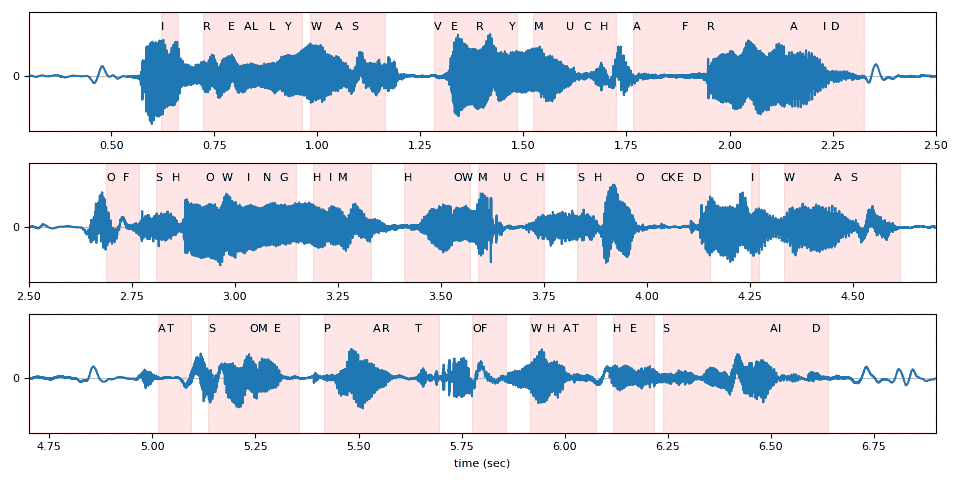 I REALLY WAS VERY MUCH AFRAID
0
0.50 0.75 1.00 1.25 1.50 1.75 2.00 2.25 2.50
OF SHOWING HIM HOW MUCH SHOCKED I WAS
0
2.50 2.75 3.00 3.25 3.50 3.75 4.00 4.25 4.50
AT SOME PART OF WHAT HE SAID
0
4.75 5.00 5.25 5.50 5.75 6.00 6.25 6.50 6.75
time (sec)